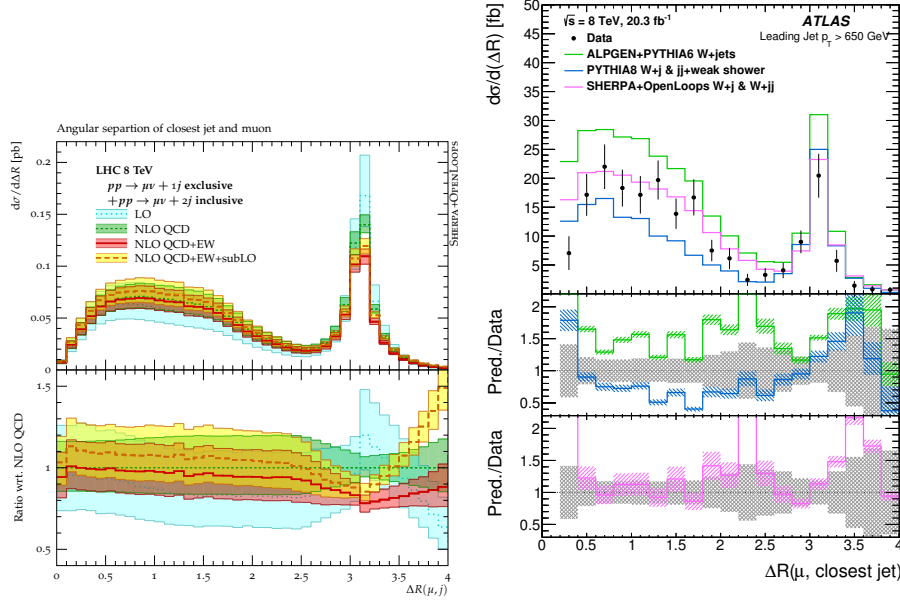 Angular separtion of closest jet and muon
dσ/dΔR [pb]
LHC 8 TeV
pp → μν + 1j exclusive
+pp → μν + 2j inclusive
LO
NLO QCD
NLO QCD+EW
NLO QCD+EW+subLO
SHERPA+OPENLOOPS
0.2
0.15
0.1
0.05
0
Ratio wrt. NLO QCD
1.5
1
0.5
0 0.5 1 1.5 2 2.5 3 3.5 4
ΔR(μ, j)
dσ/d(ΔR) [fb]
50
45
40
35
30
25
20
15
10
5
√s = 8 TeV, 20.3 fb⁻¹
ATLAS
Leading Jet p_T > 650 GeV
Data
ALPGEN+PYTHIA6 W+jets
PYTHIA8 W+j & jj+weak shower
SHERPA+OpenLoops W+j & W+jj
Pred./Data
2
1.5
1
0.5
Pred./Data
2
1.5
1
0.5
0 0.5 1 1.5 2 2.5 3 3.5 4
ΔR(μ, closest jet)